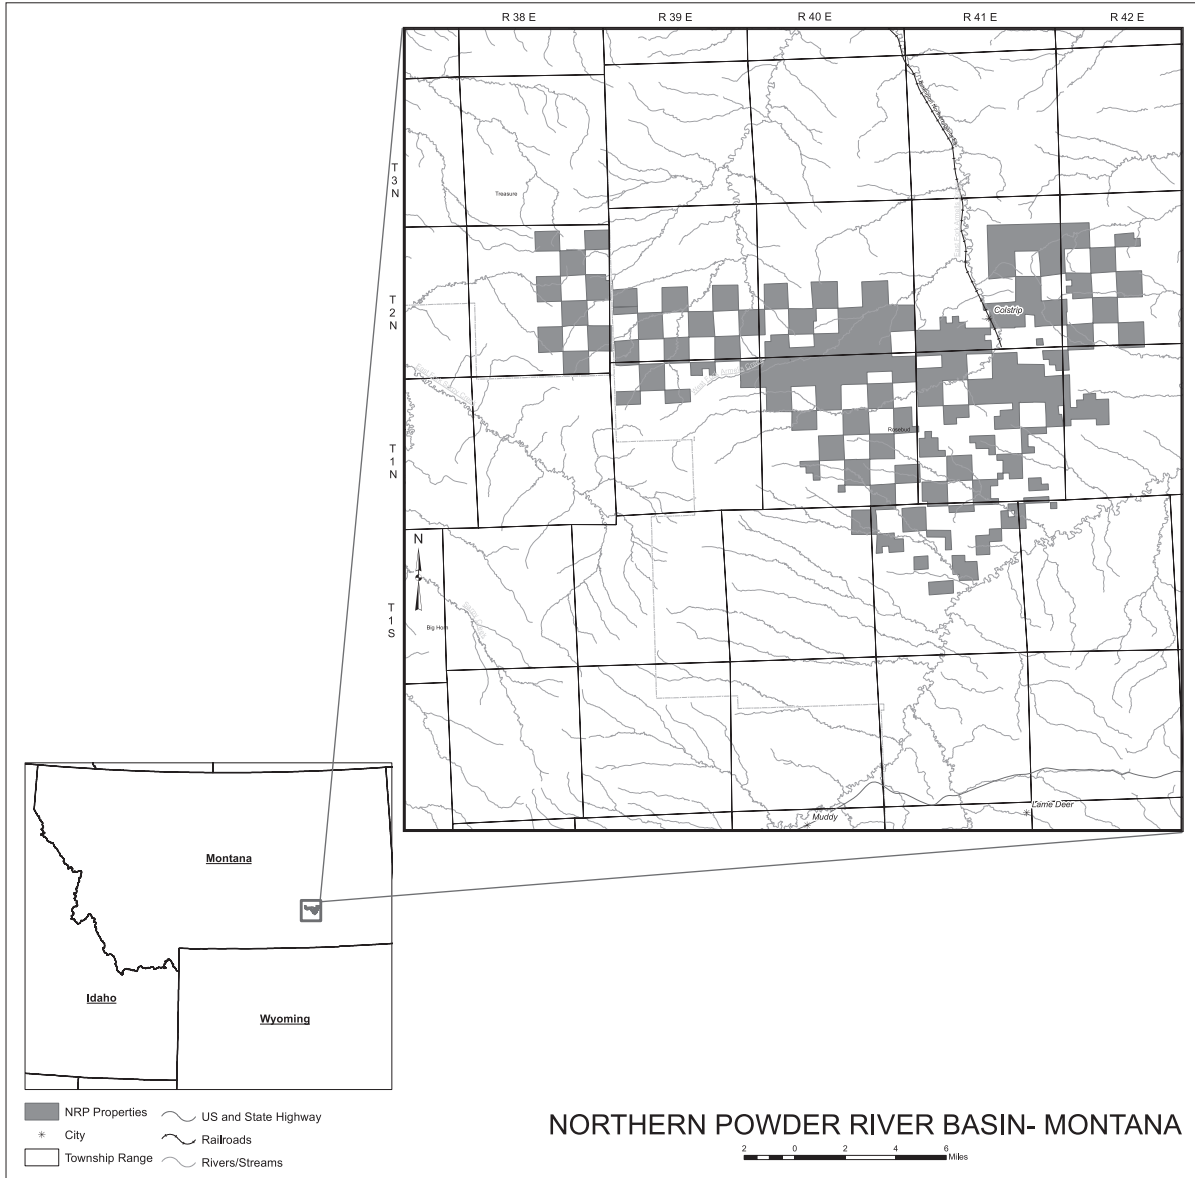 R 38 E R 39 E R 40 E R 41 E R 42 E
T
3
N
Treasure
T
2
N
Colstrip
Rosebud
T
1
N
N
T
1
S
Big Horn
Lame Deer
Muddy
Montana
Idaho
Wyoming
NRP Properties
City
Township Range
US and State Highway
Railroads
Rivers/Streams
NORTHERN POWDER RIVER BASIN- MONTANA
2 0 2 4 6
Miles